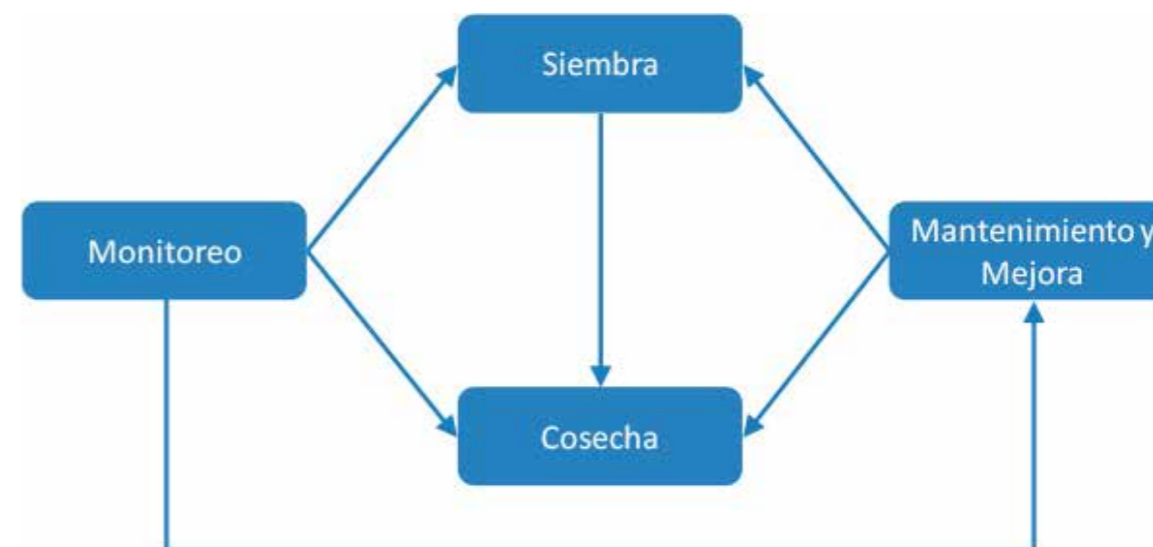 Siembra
Monitoreo
Mantenimiento y
Mejora
Cosecha